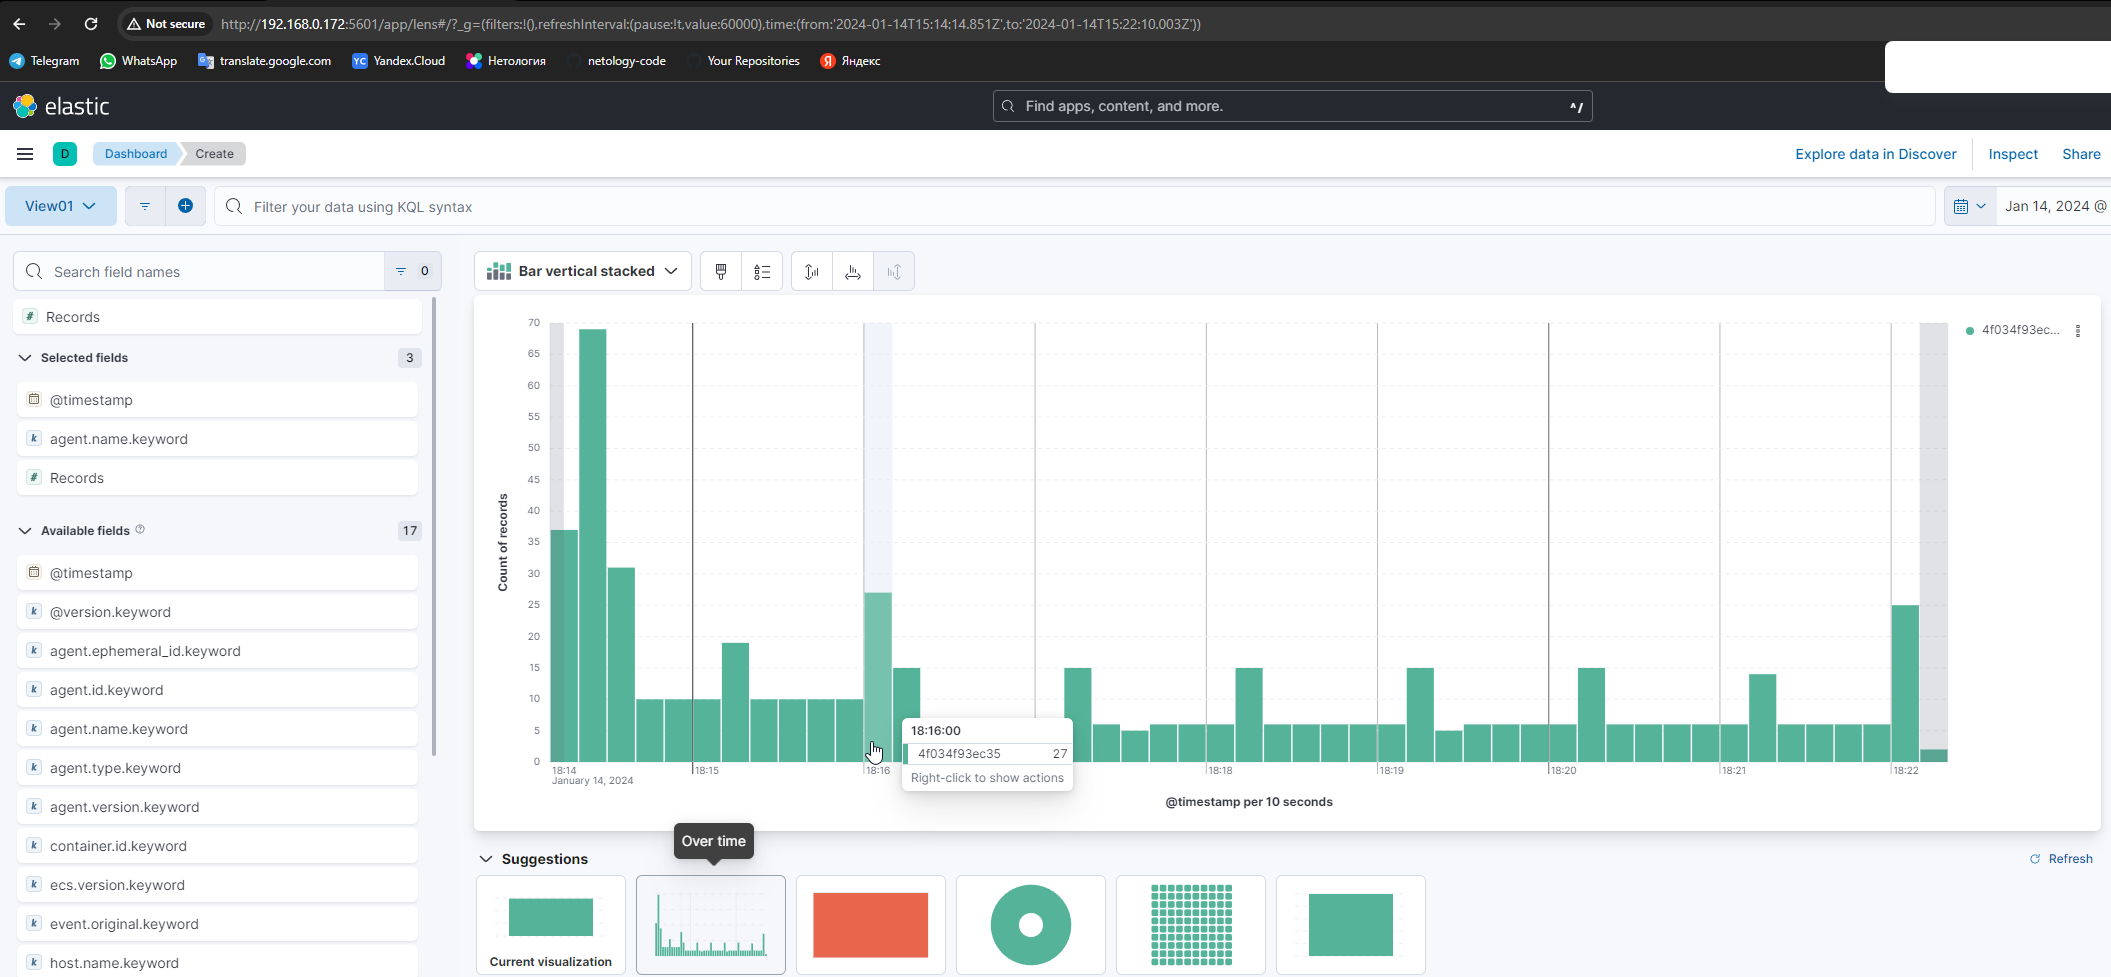 Not secure
http://192.168.0.172:5601/app/lens#/?_g=(filters:!(),refreshInterval:(pause:!t,value:60000),time:(from:'2024-01-14T15:14:14.851Z',to:'2024-01-14T15:22:10.003Z'))
Telegram WhatsApp translate.google.com YC Yandex.Cloud Нетология netology-code Your Repositories Я Яндекс
elastic
Find apps, content, and more.
^/
D Dashboard Create
Explore data in Discover Inspect Share
View01
Filter your data using KQL syntax
Jan 14, 2024 @
Search field names
0
Bar vertical stacked
# Records
Selected fields 3
@timestamp
k agent.name.keyword
# Records
Available fields 17
@timestamp
k @version.keyword
k agent.ephemeral_id.keyword
k agent.id.keyword
k agent.name.keyword
k agent.type.keyword
k agent.version.keyword
k container.id.keyword
k ecs.version.keyword
k event.original.keyword
k host.name.keyword
Count of records
70
65
60
55
50
45
40
35
30
25
20
15
10
5
0
4f034f93ec...
18:16:00
4f034f93ec35 27
Right-click to show actions
18:14 18:15 18:16 18:18 18:19 18:20 18:21 18:22
January 14, 2024
@timestamp per 10 seconds
Over time
Suggestions
Refresh
Current visualization